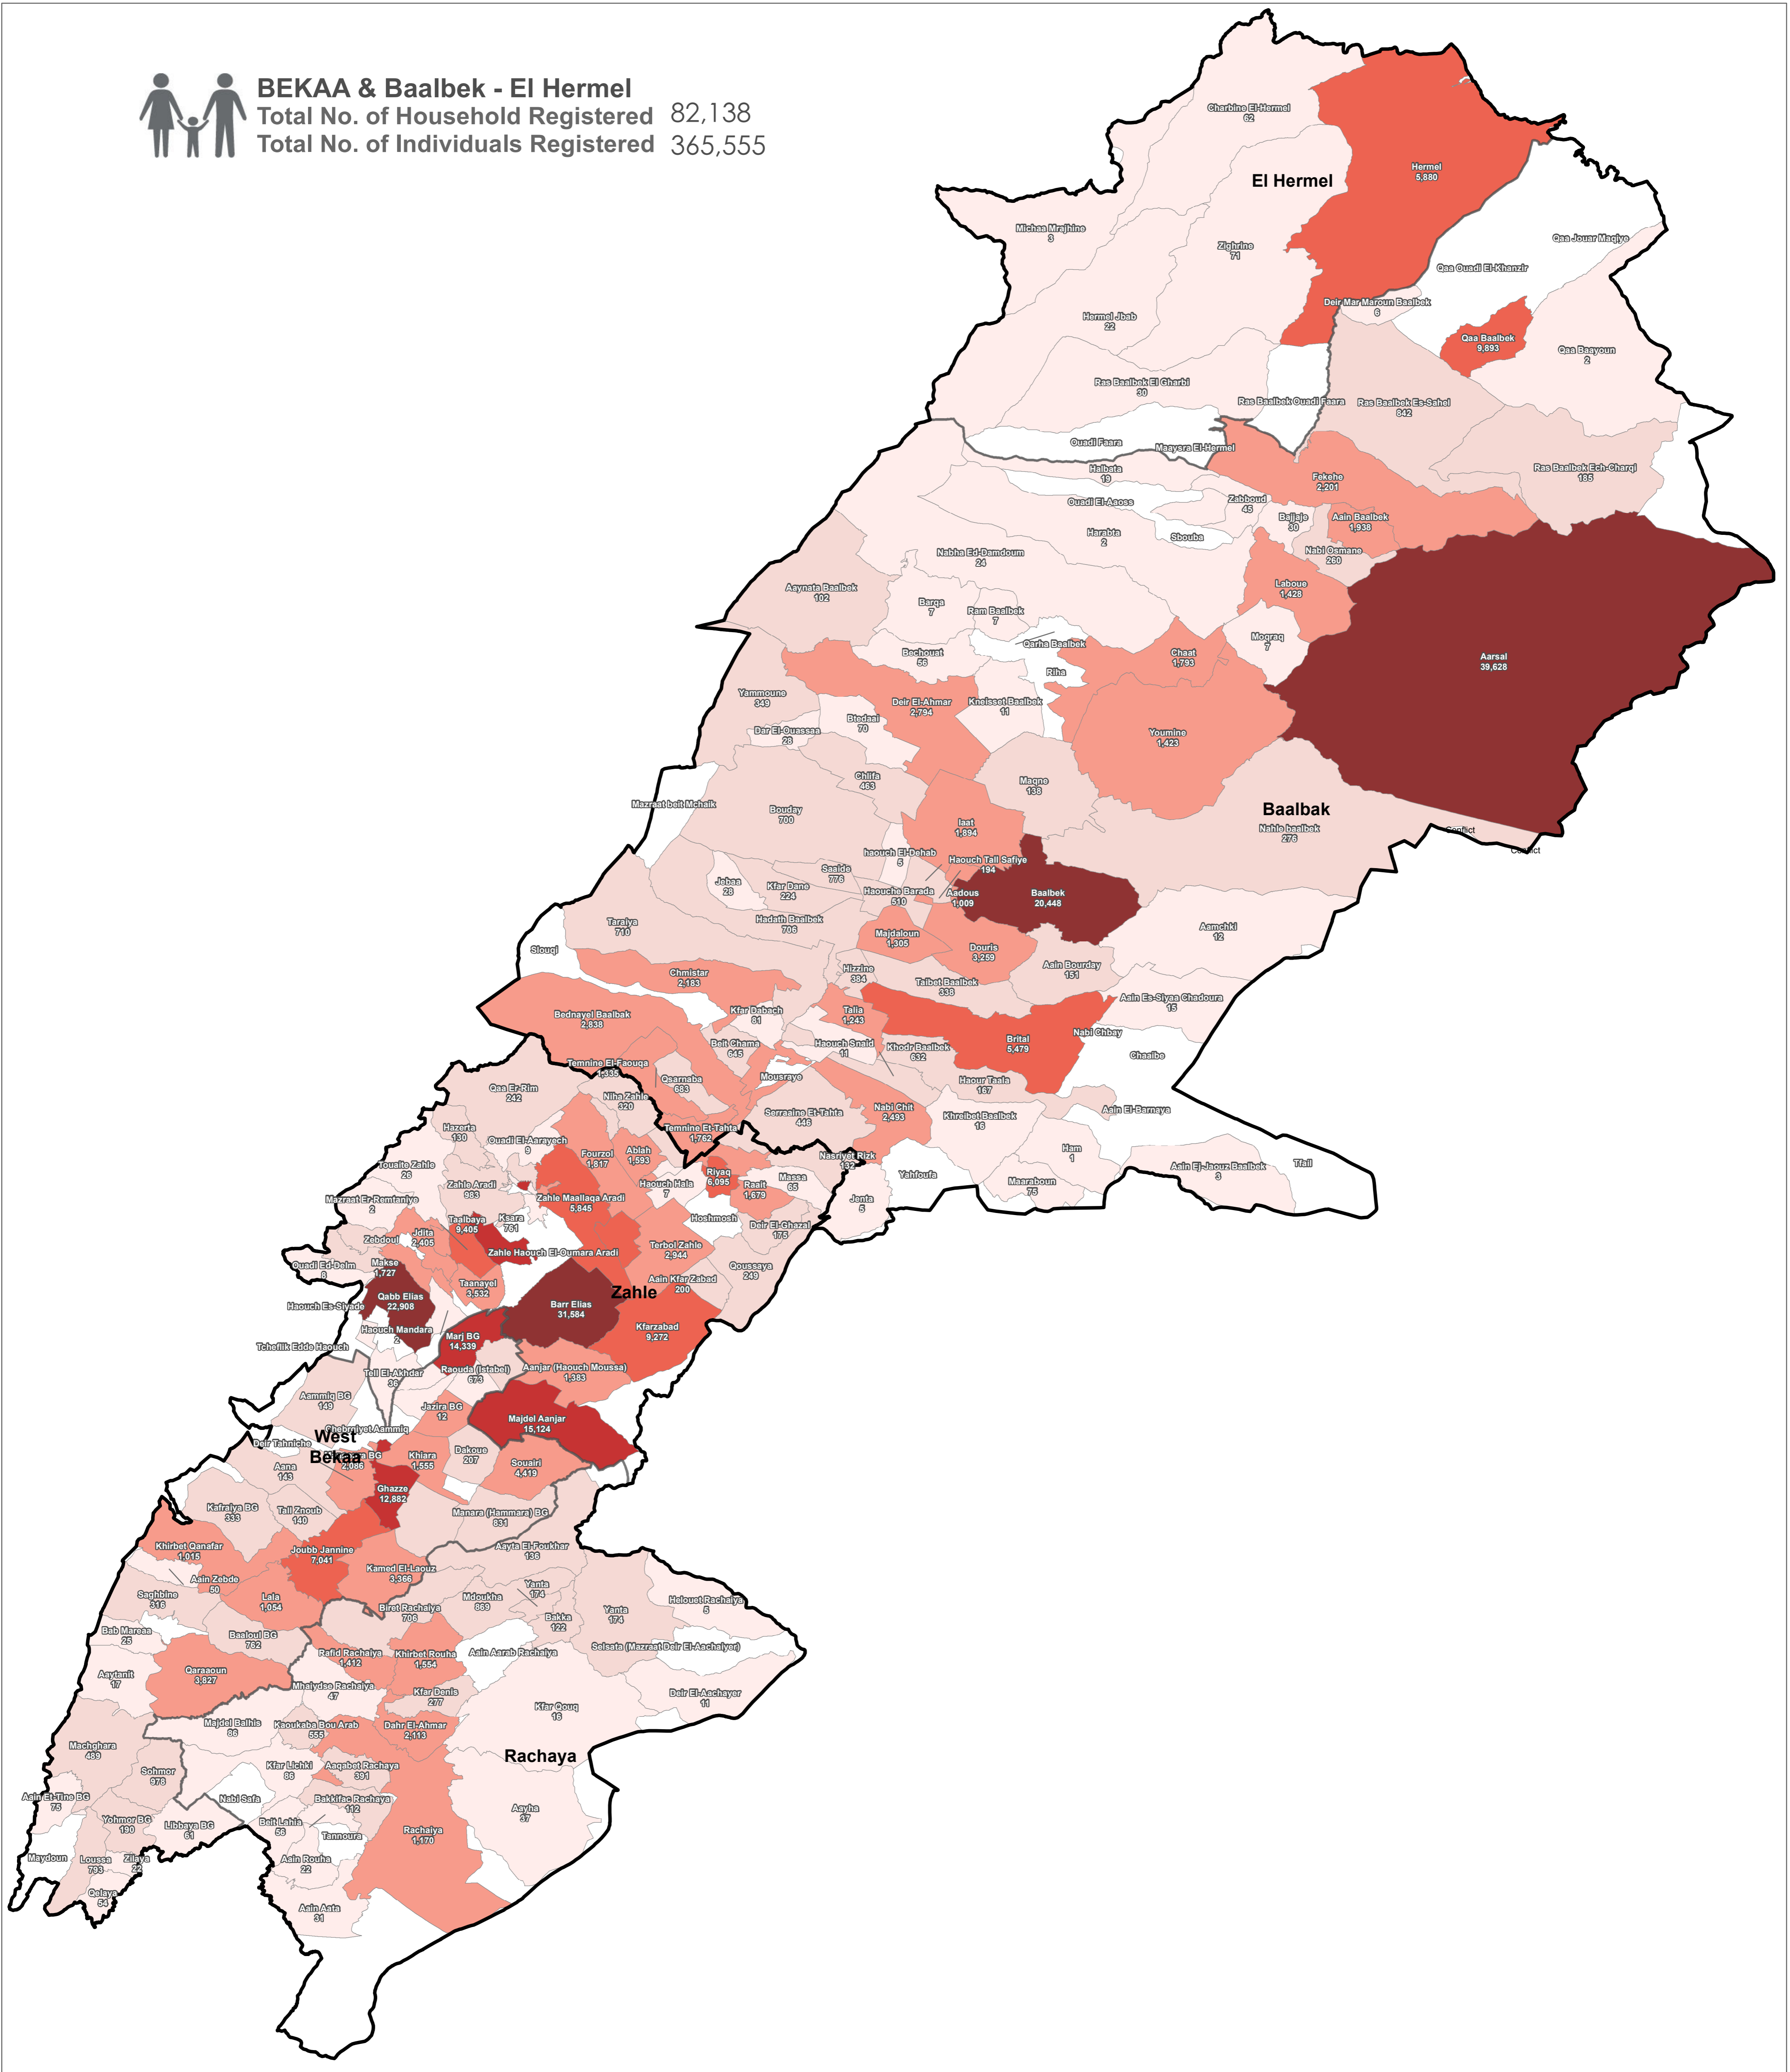 BEKAA & Baalbek - El Hermel
Total No. of Household Registered 82,138
Total No. of Individuals Registered 365,555
Charbine El-Hermel
62
Hermel
5,880
El Hermel
Michaa Mrajhine
3
Zighrine
71
Qaa Jouar Maqiye
Qaa Ouadi El-Khanzir
Deir Mar Maroun Baalbek
6
Hermel Jbab
22
Qaa Baalbek
9,893
Qaa Baayoun
2
Ras Baalbek El Gharbi
30
Ras Baalbek Ouadi Faara
Ras Baalbek Es-Sahel
842
Ouadi Faara
Maaysra El-Hermel
Halbata
19
Fekehe
2,201
Ras Baalbek Ech-Charqi
185
Ouadi El-Aaoss
Zabboud
45
Bajjaje
30
Aain Baalbek
1,938
Harabta
2
Sbouba
Nabi Osmane
260
Nabha Ed-Damdoum
24
Aaynata Baalbek
102
Laboue
1,428
Barqa
7
Ram Baalbek
7
Moqraq
7
Qarha Baalbek
Bechouat
56
Chaat
1,793
Aarsal
39,628
Riha
Yammoune
349
Deir El-Ahmar
2,794
Kneisset Baalbek
11
Btedaai
70
Dar El-Ouassaa
28
Youmine
1,423
Chlifa
463
Maqne
138
Mazraat beit Mchaik
Bouday
700
Baalbak
Iaat
1,894
Nahle baalbek
276
Conflict
Conflict
haouch El-Dehab
5
Haouch Tall Safiye
194
Saaide
776
Jebaa
28
Kfar Dane
224
Haouche Barada
510
Aadous
1,009
Baalbek
20,448
Hadath Baalbek
706
Taraiya
710
Majdaloun
1,305
Aamchki
12
Slouqi
Douris
3,259
Aain Bourday
151
Chmistar
2,183
Hizzine
384
Taibet Baalbek
338
Aain Es-Siyaa Chadoura
15
Bednayel Baalbak
2,838
Kfar Dabach
81
Talia
1,243
Nabi Chbay
Brital
5,479
Beit Chama
645
Haouch Snaid
11
Khodr Baalbek
632
Chaaibe
Temnine El-Faouqa
1,335
Qsarnaba
683
Mousraye
Haour Taala
167
Qaa Er-Rim
242
Niha Zahle
320
Serraaine Et-Tahta
446
Nabi Chit
2,493
Khreibet Baalbek
16
Aain El-Barnaya
Hazerta
130
Temnine Et-Tahta
1,762
Ouadi El-Aarayech
9
Fourzol
1,817
Ablah
1,593
Ham
1
Touaite Zahle
26
Nasriyet Rizk
132
Yahfoufa
Aain Ej-Jaouz Baalbek
3
Tfail
Zahle Aradi
983
Haouch Hala
7
Riyaq
6,095
Raait
1,679
Massa
65
Maaraboun
75
Mazraat Er-Remtaniye
2
Zahle Maallaqa Aradi
5,845
Jenta
5
Taalbaya
9,405
Ksara
761
Hoshmosh
Deir El-Ghazal
175
Zebdoul
Jdita
2,405
Zahle Haouch El-Oumara Aradi
Terbol Zahle
2,944
Ouadi Ed-Delm
8
Makse
1,727
Taanayel
3,532
Aain Kfar Zabad
200
Qoussaya
249
Haouch Es-Siyade
Qabb Elias
22,908
Barr Elias
31,584
Zahle
Haouch Mandara
2
Kfarzabad
9,272
Tcheflik Edde Haouch
Marj BG
14,339
Raouda (Istabel)
673
Aanjar (Haouch Moussa)
1,383
Tell El-Akhdar
36
Aammiq BG
149
Jazira BG
12
Majdel Aanjar
15,124
Chebrqiyet Aammiq
Deir Tahniche
West
Bekaa
BG
2,086
Khiara
1,555
Dakoue
207
Souairi
4,419
Aana
143
Ghazze
12,882
Kafraiya BG
333
Tall Znoub
140
Manara (Hammara) BG
831
Khirbet Qanafar
1,015
Joubb Jannine
7,041
Aayta El-Foukhar
136
Aain Zebde
50
Kamed El-Laouz
3,366
Saghbine
316
Lala
1,054
Biret Rachaiya
706
Mdoukha
869
Yanta
174
Yanta
174
Helouet Rachaiya
5
Bakka
122
Bab Mareaa
25
Baaloul BG
762
Selsata (Mazraat Deir El-Aachaiyer)
Aaytanit
17
Qaraaoun
3,827
Rafid Rachaiya
1,412
Khirbet Rouha
1,554
Aain Aarab Rachaiya
Mhaiydse Rachaiya
47
Kfar Denis
277
Deir El-Aachayer
11
Kfar Qouq
16
Majdel Balhis
86
Kaoukaba Bou Arab
555
Dahr El-Ahmar
2,113
Machghara
489
Rachaya
Sohmor
978
Kfar Lichki
86
Aaqabet Rachaya
391
Aain Et-Tine BG
75
Nabi Safa
Bakkifac Rachaya
112
Aayha
37
Yohmor BG
190
Libbaya BG
61
Beit Lahia
56
Tannoura
Rachaiya
1,170
Maydoun
Loussa
793
Zilaya
22
Aain Rouha
22
Qelaya
54
Aain Aata
31